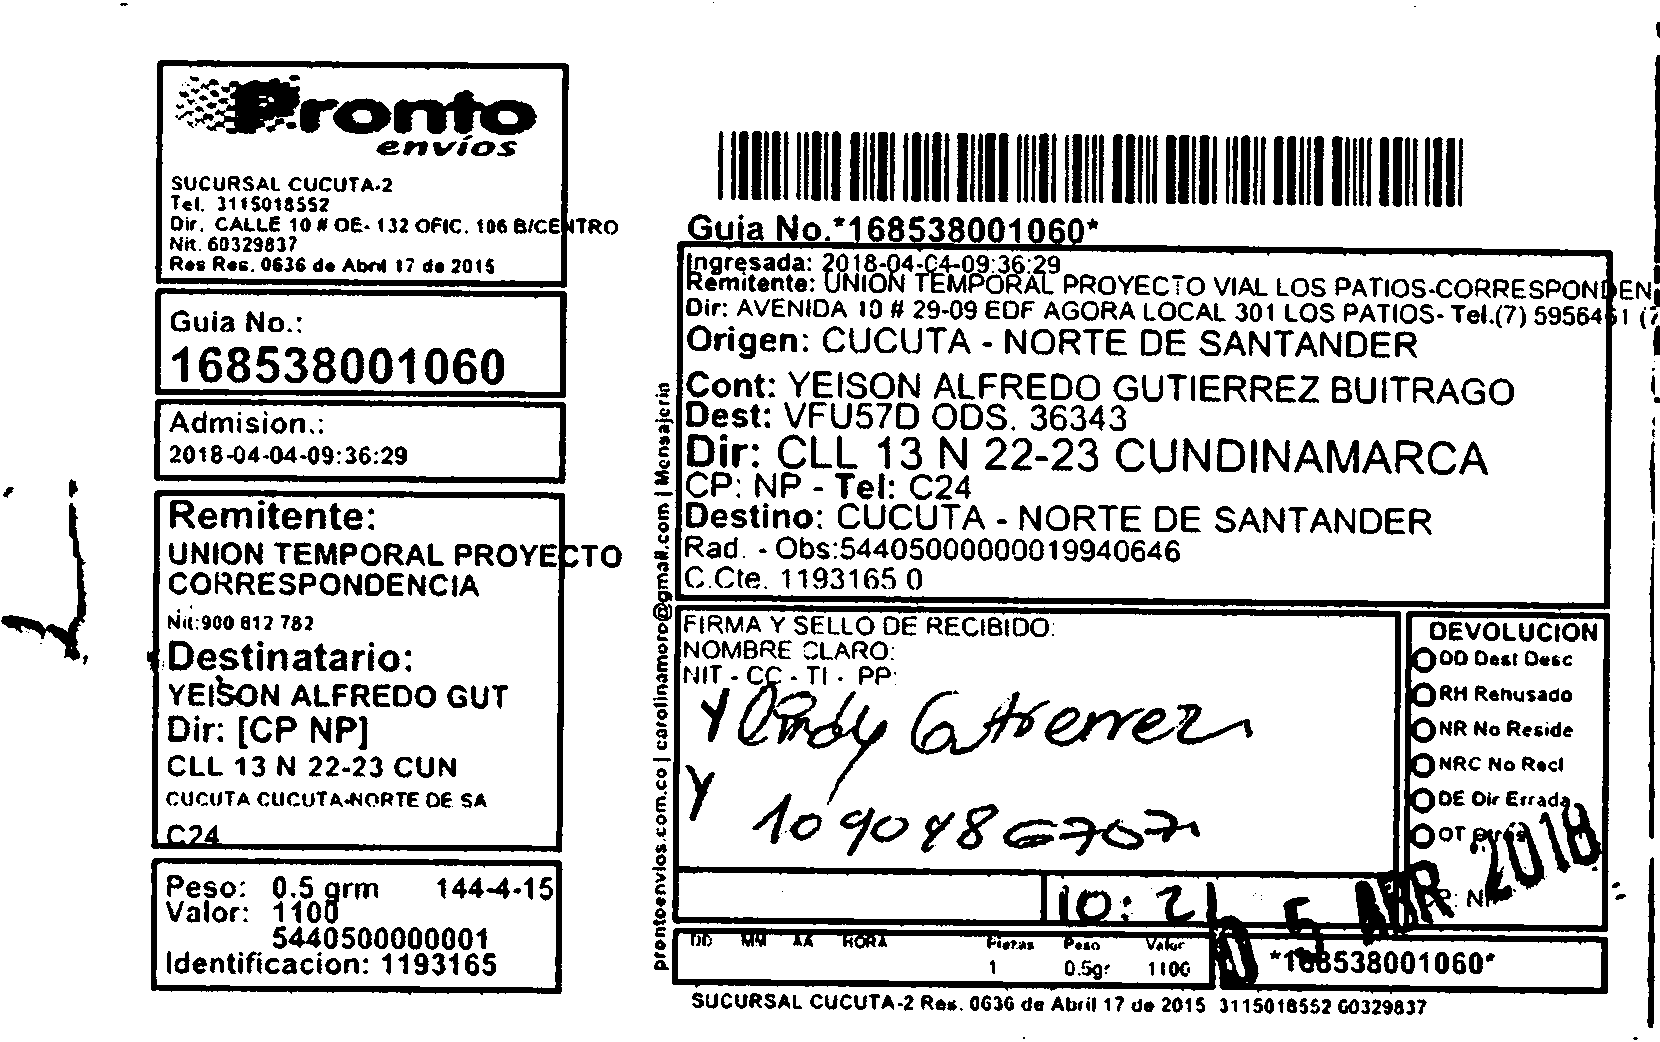 Pronto
envíos
SUCURSAL CUCUTA-2
Tel. 3115018552
Dir. CALLE 10 # OE- 132 OFIC. 106 B/CENTRO
Nit. 60329837
Res Res. 0636 de Abril 17 de 2015
Guia No.:
168538001060
Admision.:
2018-04-04-09:36:29
Remitente:
UNION TEMPORAL PROYECTO
CORRESPONDENCIA
Nit:900 812 782
Destinatario:
YEISON ALFREDO GUT
Dir: [CP NP]
CLL 13 N 22-23 CUN
CUCUTA CUCUTA-NORTE DE SA
C24
Peso: 0.5 grm 144-4-15
Valor: 1100
5440500000001
Identificacion: 1193165
prontoenvios.com.co | carolinamoro@gmail.com | Mensajeria
Guia No.*168538001060*
Ingresada: 2018-04-04-09:36:29
Remitente: UNION TEMPORAL PROYECTO VIAL LOS PATIOS-CORRESPONDEN
Dir: AVENIDA 10 # 29-09 EDF AGORA LOCAL 301 LOS PATIOS- Tel.(7) 5956461 (7
Origen: CUCUTA - NORTE DE SANTANDER
Cont: YEISON ALFREDO GUTIERREZ BUITRAGO
Dest: VFU57D ODS. 36343
Dir: CLL 13 N 22-23 CUNDINAMARCA
CP: NP - Tel: C24
Destino: CUCUTA - NORTE DE SANTANDER
Rad. - Obs:544050000000019940646
C.Cte. 1193165 0
FIRMA Y SELLO DE RECIBIDO:
NOMBRE CLARO:
NIT - CC - TI - PP:
Gutierrez
1090486707
10:21
DEVOLUCION
DD Dest Desc
RH Rehusado
NR No Reside
NRC No Recl
DE Dir Errada
OT Otros
05 ABR 2018
DD MM AA HORA Piezas Peso Valor
1 0.5gr 1100
*168538001060*
SUCURSAL CUCUTA-2 Res. 0636 de Abril 17 de 2015 3115018552 60329837